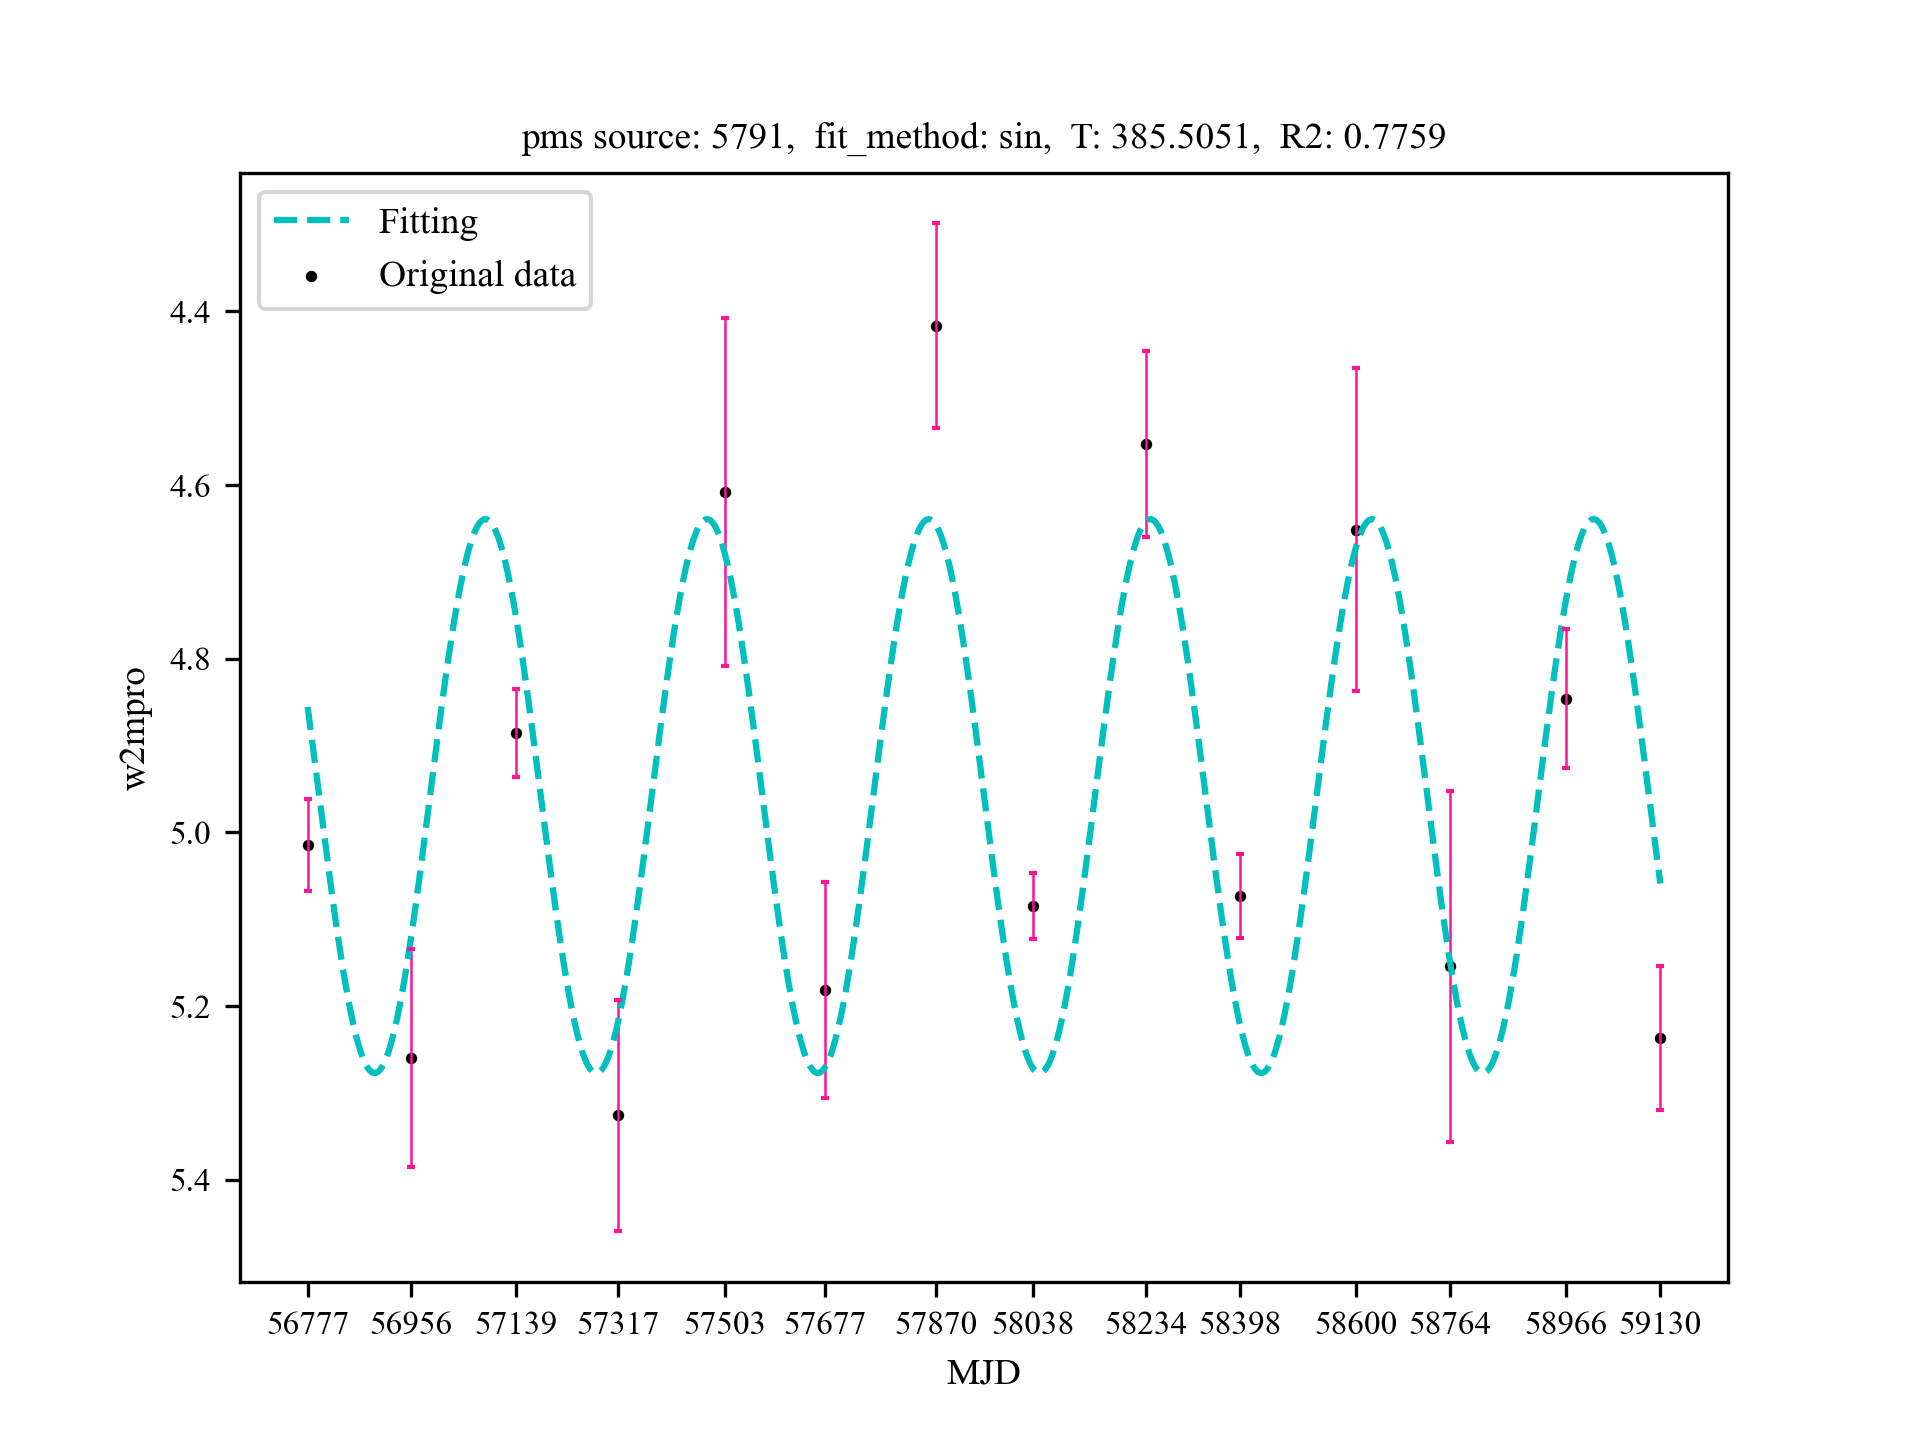 pms source: 5791,  fit_method: sin,  T: 385.5051,  R2: 0.7759
Fitting
Original data
4.4
4.6
4.8
5.0
5.2
5.4
w2mpro
56777 56956 57139 57317 57503 57677 57870 58038 58234 58398 58600 58764 58966 59130
MJD